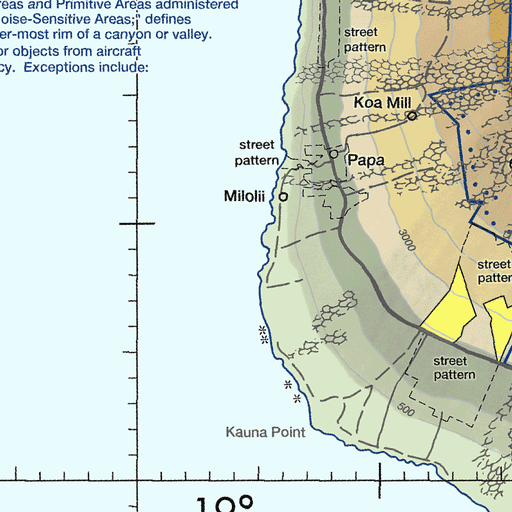 reas and Primitive Areas administered
oise-Sensitive Areas," defines
er-most rim of a canyon or valley.
or objects from aircraft
cy. Exceptions include:
street
pattern
Koa Mill
street
pattern
Papa
Milolii
3000
street
patter
street
pattern
500
Kauna Point
19°